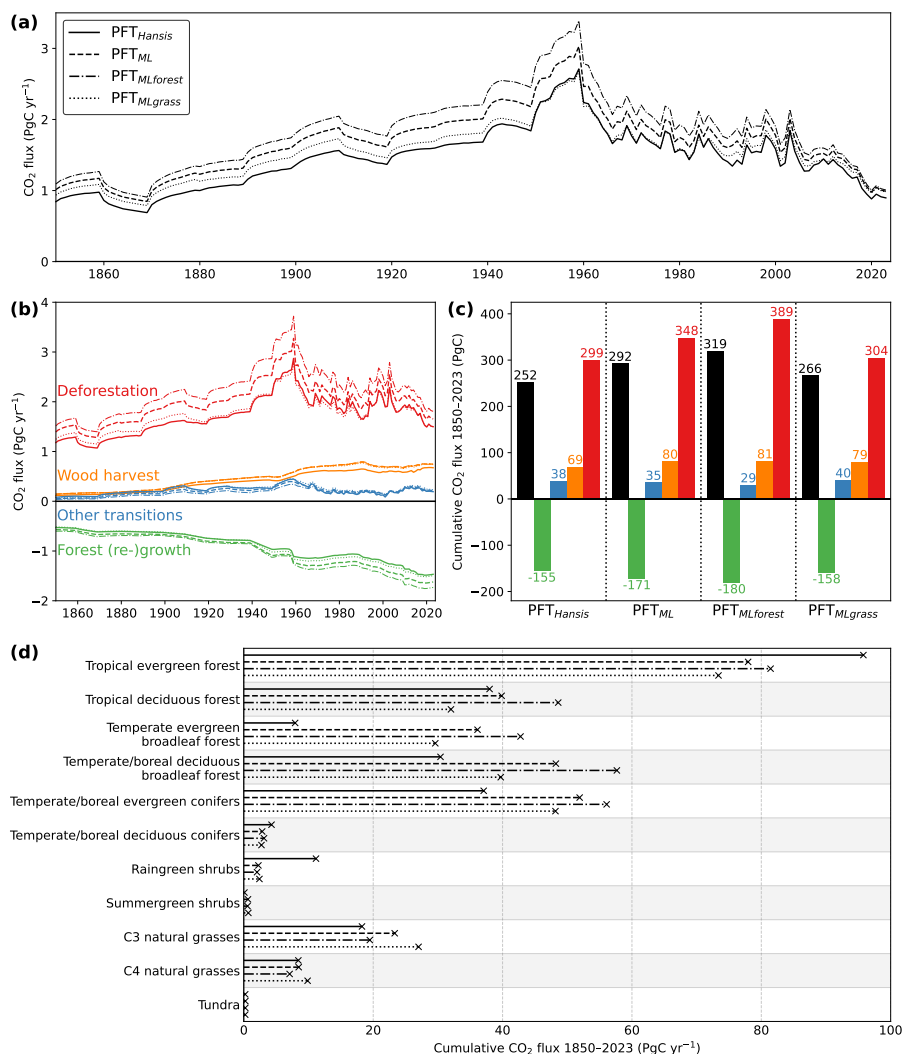 (a)
PFT_Hansis
PFT_ML
PFT_MLforest
PFT_MLgrass
CO₂ flux (PgC yr⁻¹)
3
2
1
0
1860 1880 1900 1920 1940 1960 1980 2000 2020
(b)
CO₂ flux (PgC yr⁻¹)
4
3
2
1
0
−1
−2
Deforestation
Wood harvest
Other transitions
Forest (re-)growth
1860 1880 1900 1920 1940 1960 1980 2000 2020
(c)
Cumulative CO₂ flux 1850–2023 (PgC)
400
300
200
100
0
−100
−200
252 -155 38 69 299
292 -171 35 80 348
319 -180 29 81 389
266 -158 40 79 304
PFT_Hansis PFT_ML PFT_MLforest PFT_MLgrass
(d)
Tropical evergreen forest
Tropical deciduous forest
Temperate evergreen
broadleaf forest
Temperate/boreal deciduous
broadleaf forest
Temperate/boreal evergreen conifers
Temperate/boreal deciduous conifers
Raingreen shrubs
Summergreen shrubs
C3 natural grasses
C4 natural grasses
Tundra
0 20 40 60 80 100
Cumulative CO₂ flux 1850–2023 (PgC yr⁻¹)